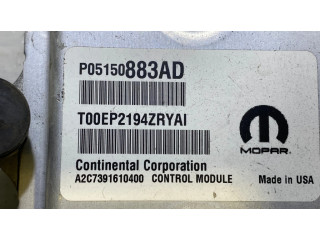 P05150883AD
T00EP2194ZRYAI
MOPAR
Continental Corporation
A2C7391610400 CONTROL MODULE Made in USA